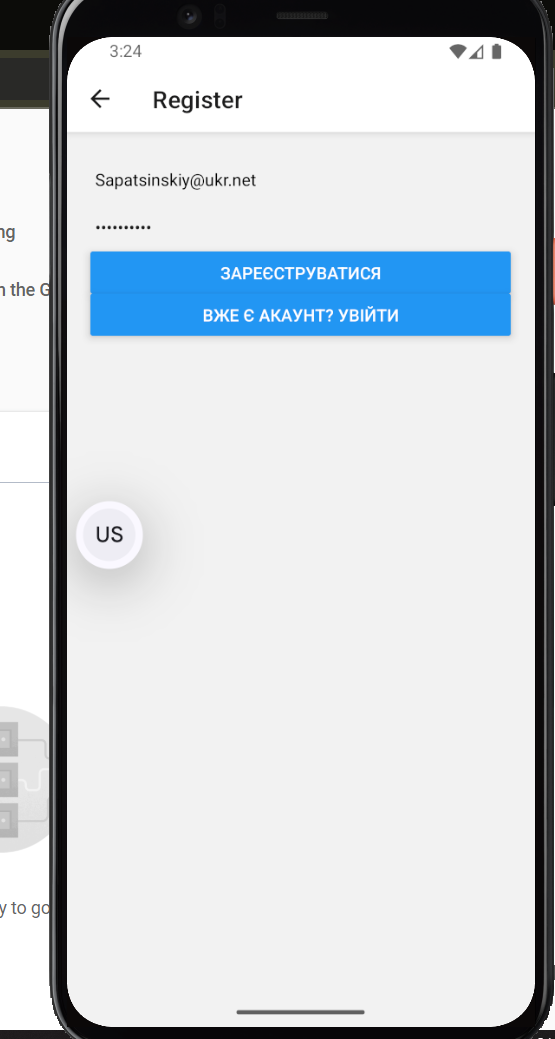 3:24
Register
ng
Sapatsinskiy@ukr.net
••••••••••
ЗАРЕЄСТРУВАТИСЯ
n the G
ВЖЕ Є АКАУНТ? УВІЙТИ
US
y to go